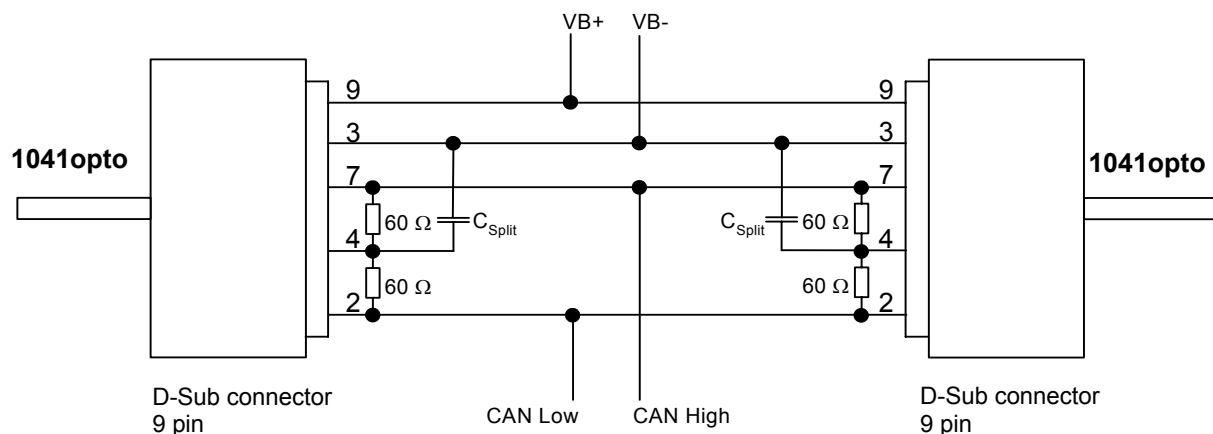 VB+ VB-
9 9
3 3
1041opto 1041opto
7 7
60 Ω C_Split C_Split 60 Ω
4 4
60 Ω 60 Ω
2 2
D-Sub connector
9 pin
CAN Low CAN High
D-Sub connector
9 pin